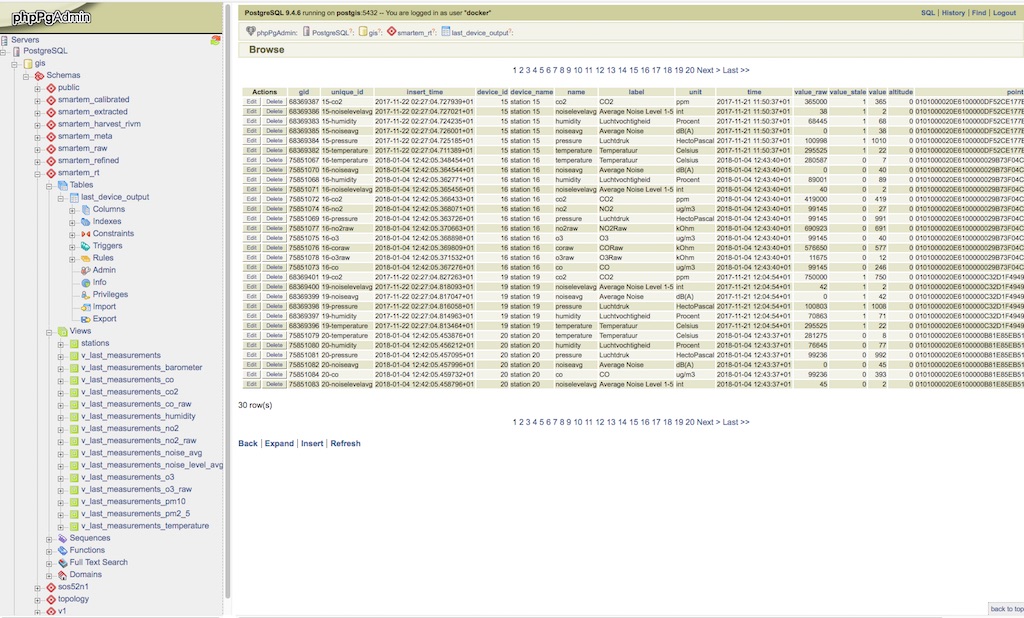 phpPgAdmin
Servers
PostgreSQL
gis
Schemas
public
smartem_calibrated
smartem_extracted
smartem_harvest_rivm
smartem_meta
smartem_raw
smartem_refined
smartem_rt
Tables
last_device_output
Columns
Indexes
Constraints
Triggers
Rules
Admin
Info
Privileges
Import
Export
Views
stations
v_last_measurements
v_last_measurements_barometer
v_last_measurements_co
v_last_measurements_co2
v_last_measurements_co_raw
v_last_measurements_humidity
v_last_measurements_no2
v_last_measurements_no2_raw
v_last_measurements_noise_avg
v_last_measurements_noise_level_avg
v_last_measurements_o3
v_last_measurements_o3_raw
v_last_measurements_pm10
v_last_measurements_pm2_5
v_last_measurements_temperature
Sequences
Functions
Full Text Search
Domains
sos52n1
topology
v1
PostgreSQL 9.4.6 running on postgis:5432 -- You are logged in as user "docker"
SQL | History | Find | Logout
phpPgAdmin: PostgreSQL?: gis?: smartem_rt?: last_device_output?:
Browse
1 2 3 4 5 6 7 8 9 10 11 12 13 14 15 16 17 18 19 20 Next > Last >>
Actions gid unique_id insert_time device_id device_name name label unit time value_raw value_stale value altitude point
Edit Delete 68369387 15-co2 2017-11-22 02:27:04.727939+01 15 station 15 co2 CO2 ppm 2017-11-21 11:50:37+01 365000 1 365 0
Edit Delete 68369386 15-noiselevelavg 2017-11-22 02:27:04.727021+01 15 station 15 noiselevelavg Average Noise Level 1-5 int 2017-11-21 11:50:37+01 38 1 2 0
Edit Delete 68369383 15-humidity 2017-11-22 02:27:04.724235+01 15 station 15 humidity Luchtvochtigheid Procent 2017-11-21 11:50:37+01 68445 1 68 0
Edit Delete 68369385 15-noiseavg 2017-11-22 02:27:04.726001+01 15 station 15 noiseavg Average Noise dB(A) 2017-11-21 11:50:37+01 0 1 38 0
Edit Delete 68369384 15-pressure 2017-11-22 02:27:04.725185+01 15 station 15 pressure Luchtdruk HectoPascal 2017-11-21 11:50:37+01 100998 1 1010 0
Edit Delete 68369382 15-temperature 2017-11-22 02:27:04.711389+01 15 station 15 temperature Temperatuur Celsius 2017-11-21 11:50:37+01 295525 1 22 0
Edit Delete 75851067 16-temperature 2018-01-04 12:42:05.348454+01 16 station 16 temperature Temperatuur Celsius 2018-01-04 12:43:40+01 280587 0 7 0
Edit Delete 75851070 16-noiseavg 2018-01-04 12:42:05.364544+01 16 station 16 noiseavg Average Noise dB(A) 2018-01-04 12:43:40+01 0 0 40 0
Edit Delete 75851068 16-humidity 2018-01-04 12:42:05.362771+01 16 station 16 humidity Luchtvochtigheid Procent 2018-01-04 12:43:40+01 89001 0 89 0
Edit Delete 75851071 16-noiselevelavg 2018-01-04 12:42:05.365456+01 16 station 16 noiselevelavg Average Noise Level 1-5 int 2018-01-04 12:43:40+01 40 0 2 0
Edit Delete 75851072 16-co2 2018-01-04 12:42:05.366433+01 16 station 16 co2 CO2 ppm 2018-01-04 12:43:40+01 419000 0 419 0
Edit Delete 75851074 16-no2 2018-01-04 12:42:05.368071+01 16 station 16 no2 NO2 ug/m3 2018-01-04 12:43:40+01 99145 0 27 0
Edit Delete 75851069 16-pressure 2018-01-04 12:42:05.363726+01 16 station 16 pressure Luchtdruk HectoPascal 2018-01-04 12:43:40+01 99145 0 991 0
Edit Delete 75851077 16-no2raw 2018-01-04 12:42:05.370663+01 16 station 16 no2raw NO2Raw kOhm 2018-01-04 12:43:40+01 690923 0 691 0
Edit Delete 75851075 16-o3 2018-01-04 12:42:05.368898+01 16 station 16 o3 O3 ug/m3 2018-01-04 12:43:40+01 99145 0 40 0
Edit Delete 75851076 16-coraw 2018-01-04 12:42:05.369809+01 16 station 16 coraw CORaw kOhm 2018-01-04 12:43:40+01 576650 0 577 0
Edit Delete 75851078 16-o3raw 2018-01-04 12:42:05.371532+01 16 station 16 o3raw O3Raw kOhm 2018-01-04 12:43:40+01 11675 0 12 0
Edit Delete 75851073 16-co 2018-01-04 12:42:05.367276+01 16 station 16 co CO ug/m3 2018-01-04 12:43:40+01 99145 0 246 0
Edit Delete 68369401 19-co2 2017-11-22 02:27:04.827263+01 19 station 19 co2 CO2 ppm 2017-11-21 12:04:54+01 750000 1 750 0
Edit Delete 68369400 19-noiselevelavg 2017-11-22 02:27:04.818093+01 19 station 19 noiselevelavg Average Noise Level 1-5 int 2017-11-21 12:04:54+01 42 1 2 0
Edit Delete 68369399 19-noiseavg 2017-11-22 02:27:04.817047+01 19 station 19 noiseavg Average Noise dB(A) 2017-11-21 12:04:54+01 0 1 42 0
Edit Delete 68369398 19-pressure 2017-11-22 02:27:04.816058+01 19 station 19 pressure Luchtdruk HectoPascal 2017-11-21 12:04:54+01 100803 1 1008 0
Edit Delete 68369397 19-humidity 2017-11-22 02:27:04.814963+01 19 station 19 humidity Luchtvochtigheid Procent 2017-11-21 12:04:54+01 70863 1 71 0
Edit Delete 68369396 19-temperature 2017-11-22 02:27:04.813464+01 19 station 19 temperature Temperatuur Celsius 2017-11-21 12:04:54+01 295525 1 22 0
Edit Delete 75851079 20-temperature 2018-01-04 12:42:05.453876+01 20 station 20 temperature Temperatuur Celsius 2018-01-04 12:43:37+01 281275 0 8 0
Edit Delete 75851080 20-humidity 2018-01-04 12:42:05.456212+01 20 station 20 humidity Luchtvochtigheid Procent 2018-01-04 12:43:37+01 76645 0 77 0
Edit Delete 75851081 20-pressure 2018-01-04 12:42:05.457095+01 20 station 20 pressure Luchtdruk HectoPascal 2018-01-04 12:43:37+01 99236 0 992 0
Edit Delete 75851082 20-noiseavg 2018-01-04 12:42:05.457996+01 20 station 20 noiseavg Average Noise dB(A) 2018-01-04 12:43:37+01 0 0 45 0
Edit Delete 75851084 20-co 2018-01-04 12:42:05.459732+01 20 station 20 co CO ug/m3 2018-01-04 12:43:37+01 99236 0 393 0
Edit Delete 75851083 20-noiselevelavg 2018-01-04 12:42:05.458796+01 20 station 20 noiselevelavg Average Noise Level 1-5 int 2018-01-04 12:43:37+01 45 0 2 0
30 row(s)
1 2 3 4 5 6 7 8 9 10 11 12 13 14 15 16 17 18 19 20 Next > Last >>
Back | Expand | Insert | Refresh
back to top